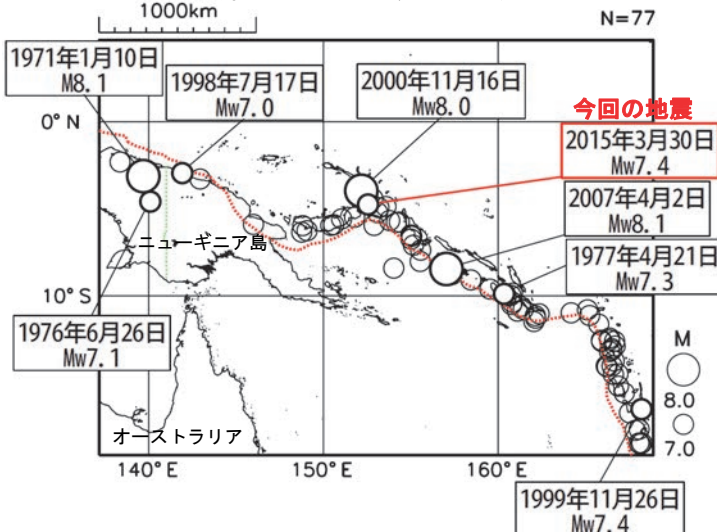 1000km
N=77
1971年1月10日
M8.1
1998年7月17日
Mw7.0
2000年11月16日
Mw8.0
今回の地震
2015年3月30日
Mw7.4
0° N
2007年4月2日
Mw8.1
1977年4月21日
Mw7.3
ニューギニア島
10° S
1976年6月26日
Mw7.1
M
8.0
7.0
オーストラリア
140° E
150° E
160° E
1999年11月26日
Mw7.4